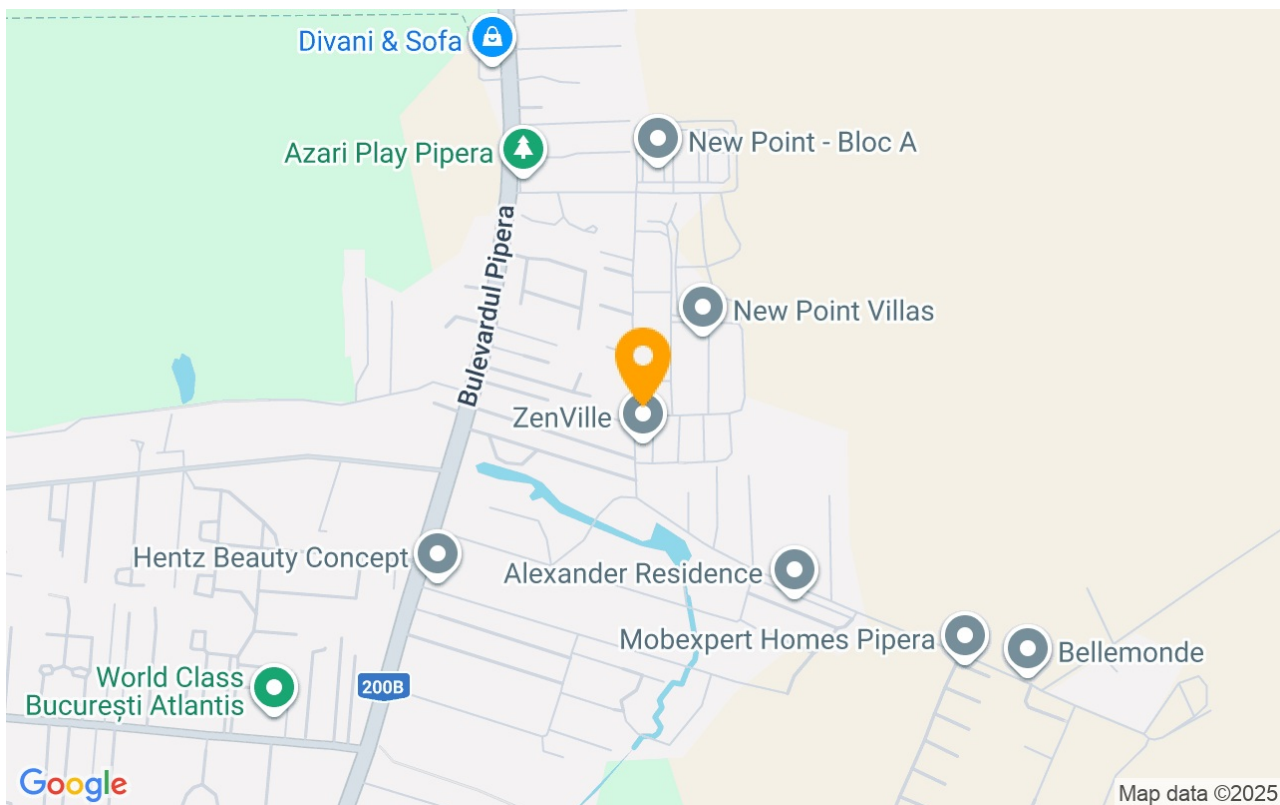 Divani & Sofa
New Point - Bloc A
Azari Play Pipera
Bulevardul Pipera
New Point Villas
ZenVille
Hentz Beauty Concept
Alexander Residence
Mobexpert Homes Pipera
Bellemonde
World Class
București Atlantis
200B
Google
Map data ©2025